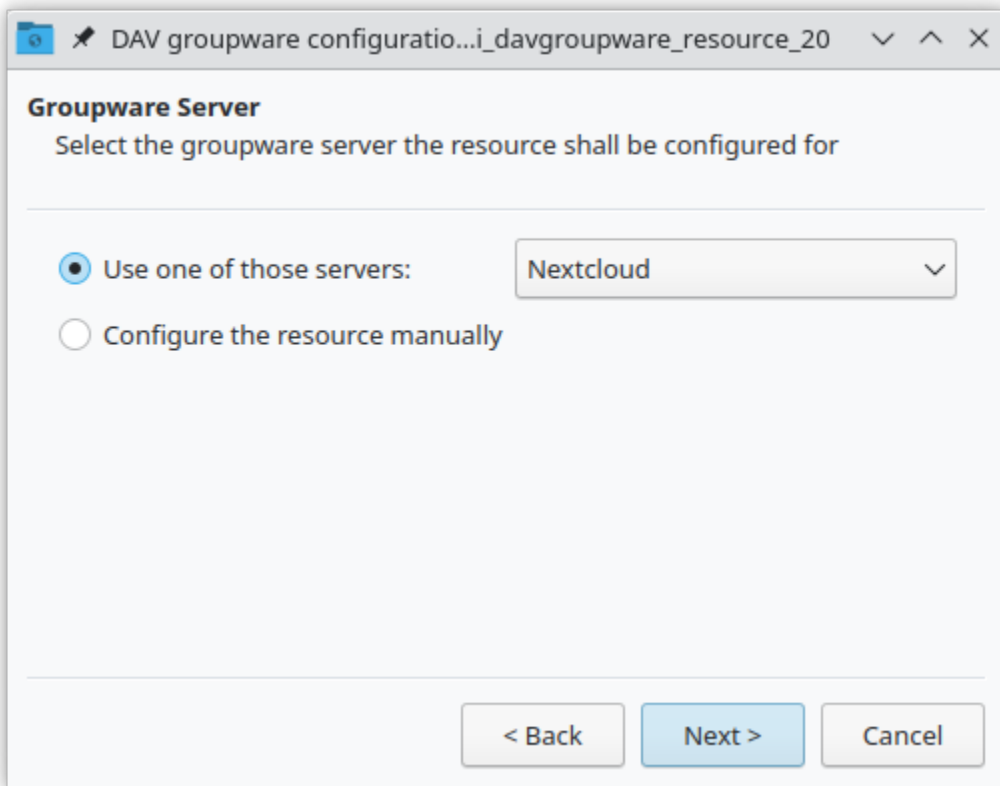 DAV groupware configuratio...i_davgroupware_resource_20
Groupware Server
Select the groupware server the resource shall be configured for
Use one of those servers: Nextcloud
Configure the resource manually
< Back Next > Cancel